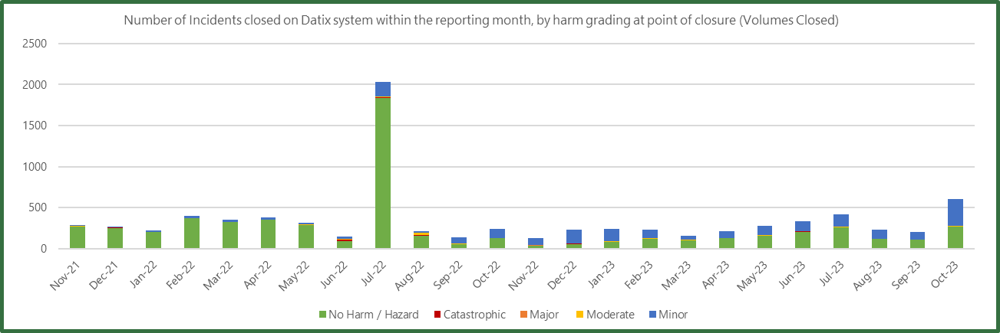 Number of Incidents closed on Datix system within the reporting month, by harm grading at point of closure (Volumes Closed)
2500
2000
1500
1000
500
0
Nov-21 Dec-21 Jan-22 Feb-22 Mar-22 Apr-22 May-22 Jun-22 Jul-22 Aug-22 Sep-22 Oct-22 Nov-22 Dec-22 Jan-23 Feb-23 Mar-23 Apr-23 May-23 Jun-23 Jul-23 Aug-23 Sep-23 Oct-23
No Harm / Hazard Catastrophic Major Moderate Minor